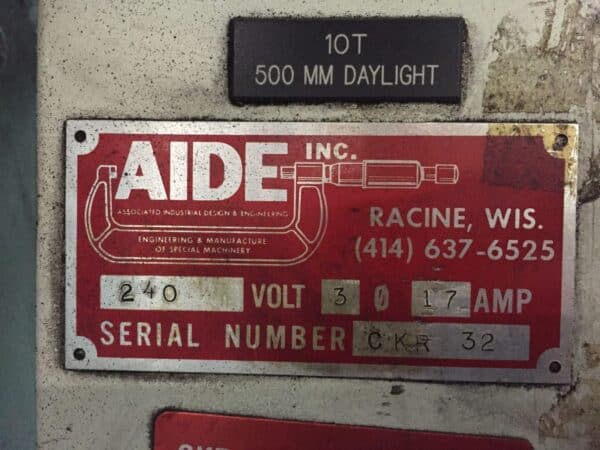 10T
500 MM DAYLIGHT
AIDE INC.
ASSOCIATED INDUSTRIAL DESIGN & ENGINEERING
ENGINEERING & MANUFACTURE
OF SPECIAL MACHINERY
RACINE, WIS.
(414) 637-6525
240 VOLT 3 Ø 17 AMP
SERIAL NUMBER CKR 32